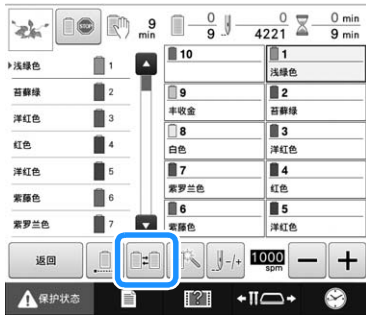 9 min
0
9
0
4221
0 min
9 min
浅绿色 1
苔藓绿 2
洋红色 3
红色 4
洋红色 5
紫藤色 6
紫罗兰色 7
10
1
浅绿色
9
丰收金
2
苔藓绿
8
白色
3
洋红色
7
紫罗兰色
4
红色
6
紫藤色
5
洋红色
返回
-/+
1000
spm
− +
保护状态
?